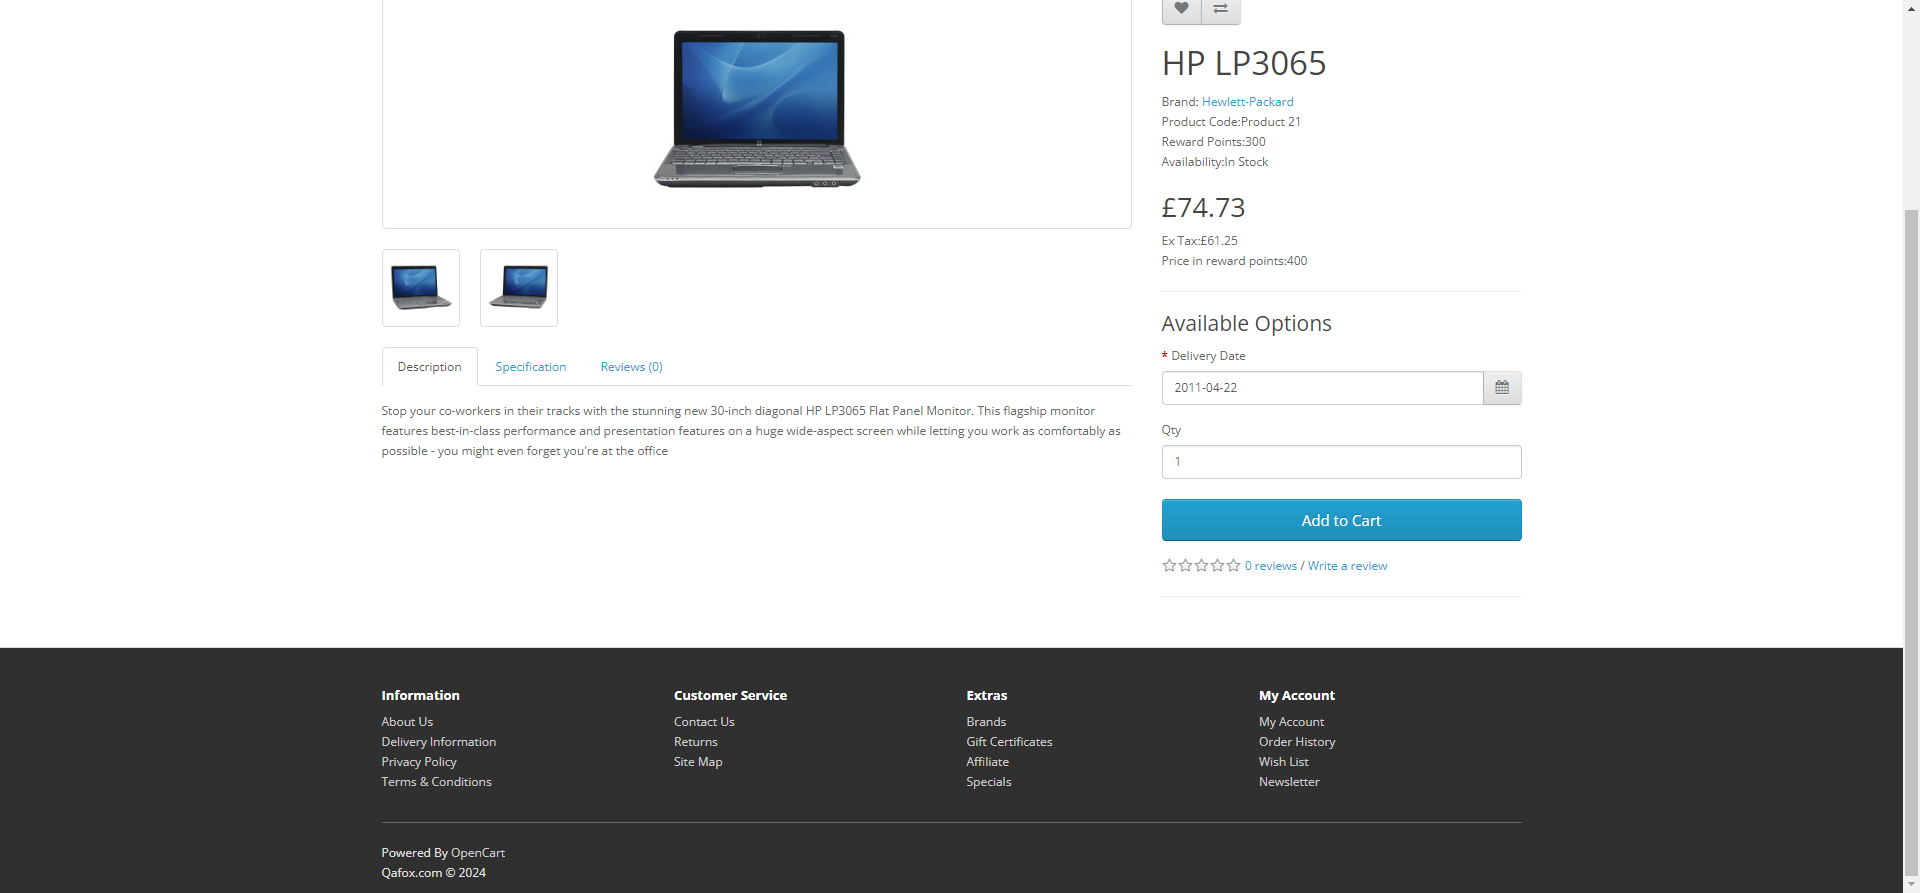 HP LP3065
Brand: Hewlett-Packard
Product Code:Product 21
Reward Points:300
Availability:In Stock
£74.73
Ex Tax:£61.25
Price in reward points:400
Available Options
* Delivery Date
2011-04-22
Qty
1
Add to Cart
0 reviews / Write a review
Description Specification Reviews (0)
Stop your co-workers in their tracks with the stunning new 30-inch diagonal HP LP3065 Flat Panel Monitor. This flagship monitor
features best-in-class performance and presentation features on a huge wide-aspect screen while letting you work as comfortably as
possible - you might even forget you're at the office
Information
About Us
Delivery Information
Privacy Policy
Terms & Conditions
Customer Service
Contact Us
Returns
Site Map
Extras
Brands
Gift Certificates
Affiliate
Specials
My Account
My Account
Order History
Wish List
Newsletter
Powered By OpenCart
Qafox.com © 2024